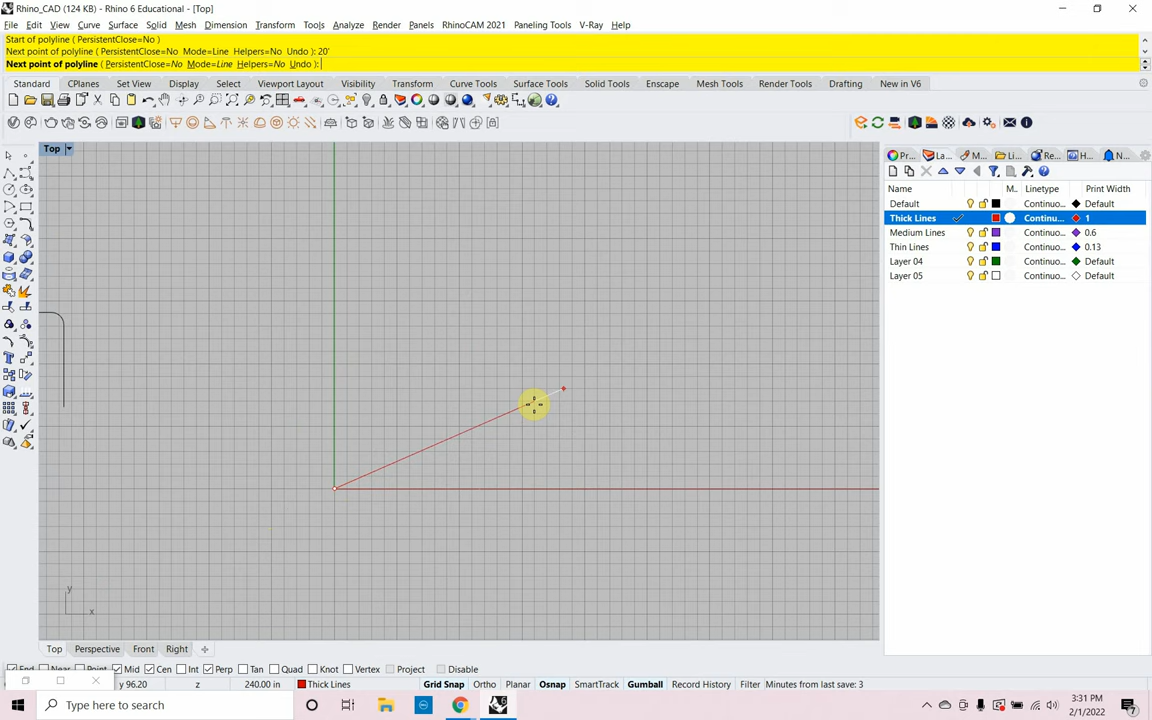 Rhino_CAD (124 KB) - Rhino 6 Educational - [Top]
File Edit View Curve Surface Solid Mesh Dimension Transform Tools Analyze Render Panels RhinoCAM 2021 Paneling Tools V-Ray Help
Start of polyline ( PersistentClose=No )
Next point of polyline ( PersistentClose=No Mode=Line Helpers=No Undo ): 20'
Next point of polyline ( PersistentClose=No Mode=Line Helpers=No Undo ):
Standard CPlanes Set View Display Select Viewport Layout Visibility Transform Curve Tools Surface Tools Solid Tools Enscape Mesh Tools Render Tools Drafting New in V6
Top
Pr... La... M... Li... Re... H... N...
Name M.. Linetype Print Width
Default Continuo... Default
Thick Lines Continu... 1
Medium Lines Continuo... 0.6
Thin Lines Continuo... 0.13
Layer 04 Continuo... Default
Layer 05 Continuo... Default
y
x
Top Perspective Front Right
End Near Point Mid Cen Int Perp Tan Quad Knot Vertex Project Disable
y 96.20 z 240.00 in Thick Lines Grid Snap Ortho Planar Osnap SmartTrack Gumball Record History Filter Minutes from last save: 3
Type here to search
3:31 PM
2/1/2022